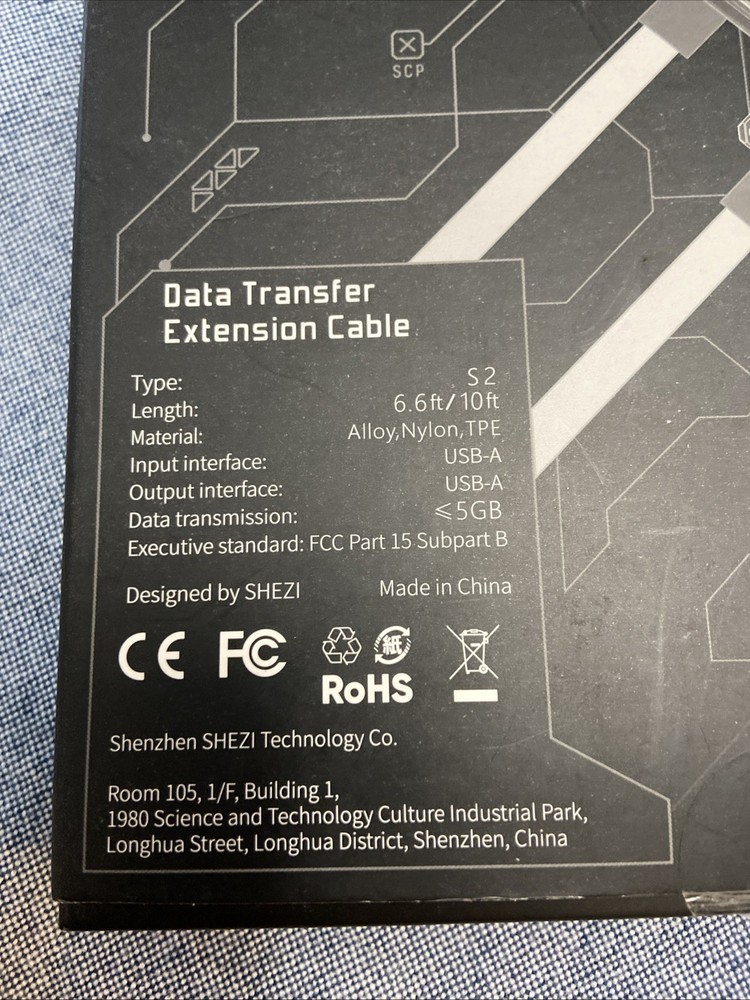 SCP
Data Transfer
Extension Cable
Type: S2
Length: 6.6ft/10ft
Material: Alloy,Nylon,TPE
Input interface: USB-A
Output interface: USB-A
Data transmission: ≤5GB
Executive standard: FCC Part 15 Subpart B
Designed by SHEZI Made in China
CE FC 紙
RoHS
Shenzhen SHEZI Technology Co.
Room 105, 1/F, Building 1,
1980 Science and Technology Culture Industrial Park,
Longhua Street, Longhua District, Shenzhen, China